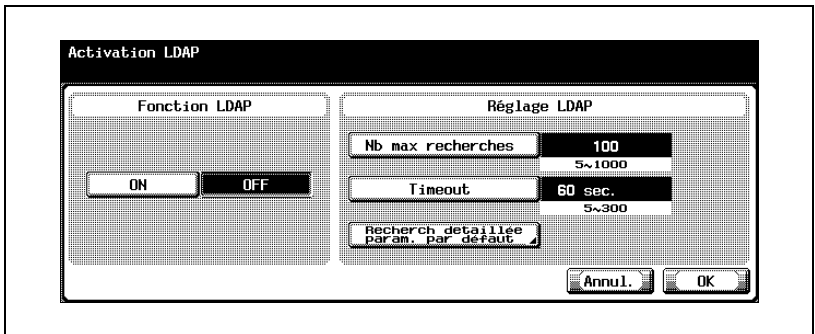 Activation LDAP
Fonction LDAP
ON
OFF
Réglage LDAP
Nb max recherches
100
5~1000
Timeout
60 sec.
5~300
Recherch detaillée
param. par défaut
Annul.
OK